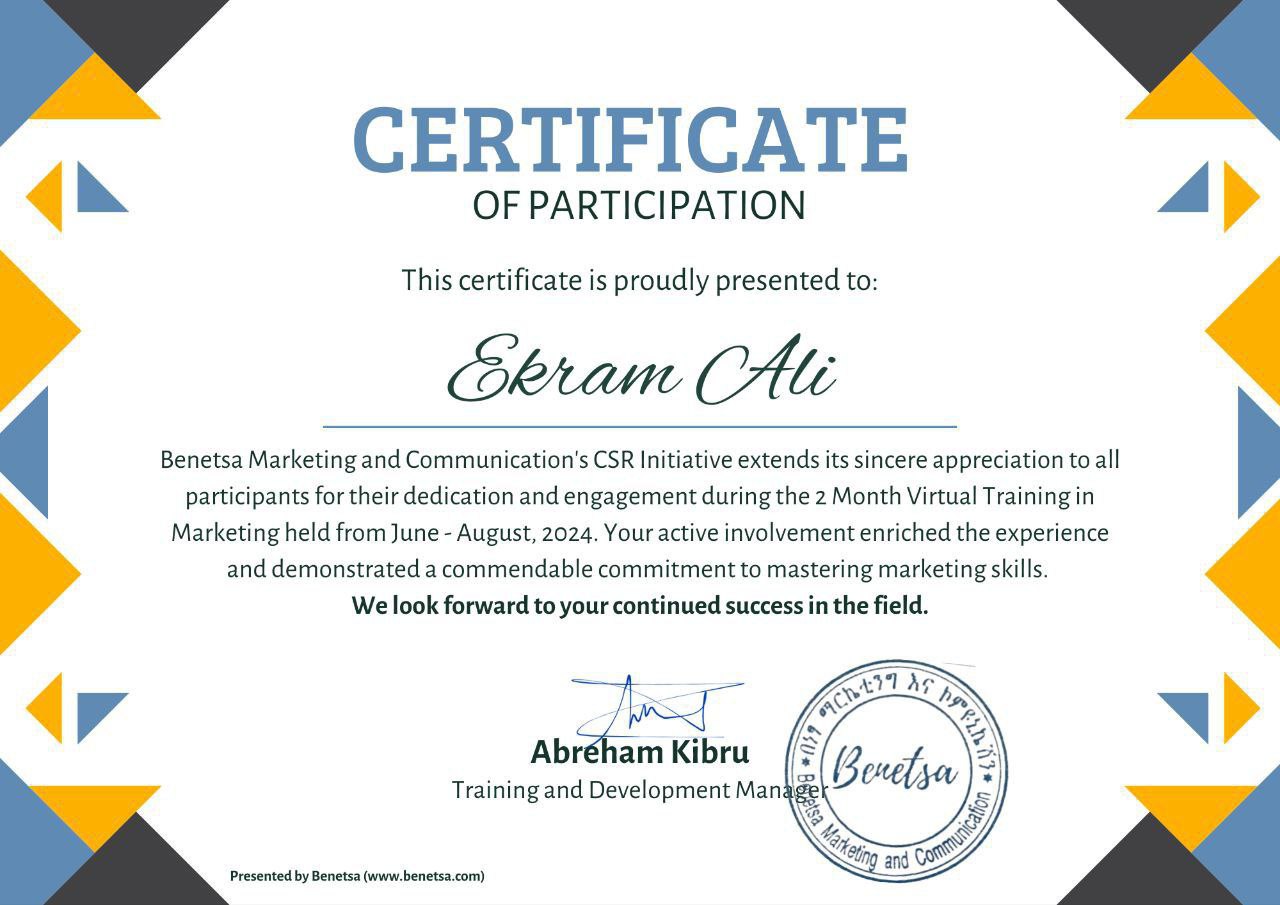 CERTIFICATE
OF PARTICIPATION
This certificate is proudly presented to:
Ekram Ali
Benetsa Marketing and Communication's CSR Initiative extends its sincere appreciation to all
participants for their dedication and engagement during the 2 Month Virtual Training in
Marketing held from June - August, 2024. Your active involvement enriched the experience
and demonstrated a commendable commitment to mastering marketing skills.
We look forward to your continued success in the field.
Abreham Kibru
Training and Development Manager
ማርኬቲንግ እና ኮምዩኒኬሽን
Benetsa
Benetsa Marketing and Communication
Presented by Benetsa (www.benetsa.com)